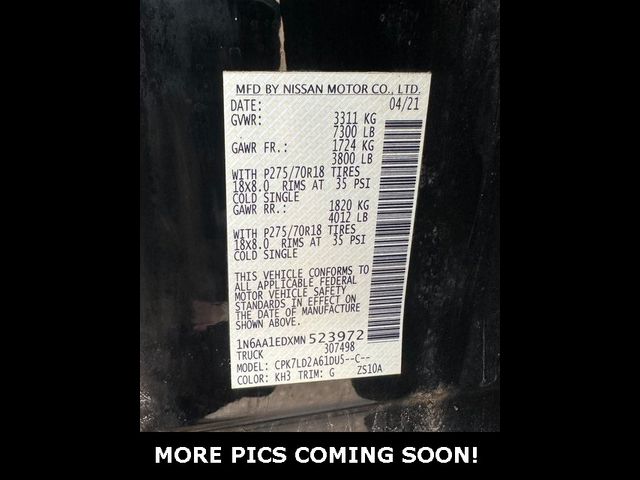 MFD BY NISSAN MOTOR CO., LTD.
DATE: 04/21
GVWR: 3311 KG
7300 LB
GAWR FR.: 1724 KG
3800 LB
WITH P275/70R18 TIRES
18X8.0 RIMS AT 35 PSI
COLD SINGLE
GAWR RR.: 1820 KG
4012 LB
WITH P275/70R18 TIRES
18X8.0 RIMS AT 35 PSI
COLD SINGLE
THIS VEHICLE CONFORMS TO
ALL APPLICABLE FEDERAL
MOTOR VEHICLE SAFETY
STANDARDS IN EFFECT ON
THE DATE OF MANUFACTURE
SHOWN ABOVE.
1N6AA1EDXMN523972
TRUCK 307498
MODEL: CPK7LD2A61DU5--C--
COLOR: KH3 TRIM: G ZS10A
MORE PICS COMING SOON!